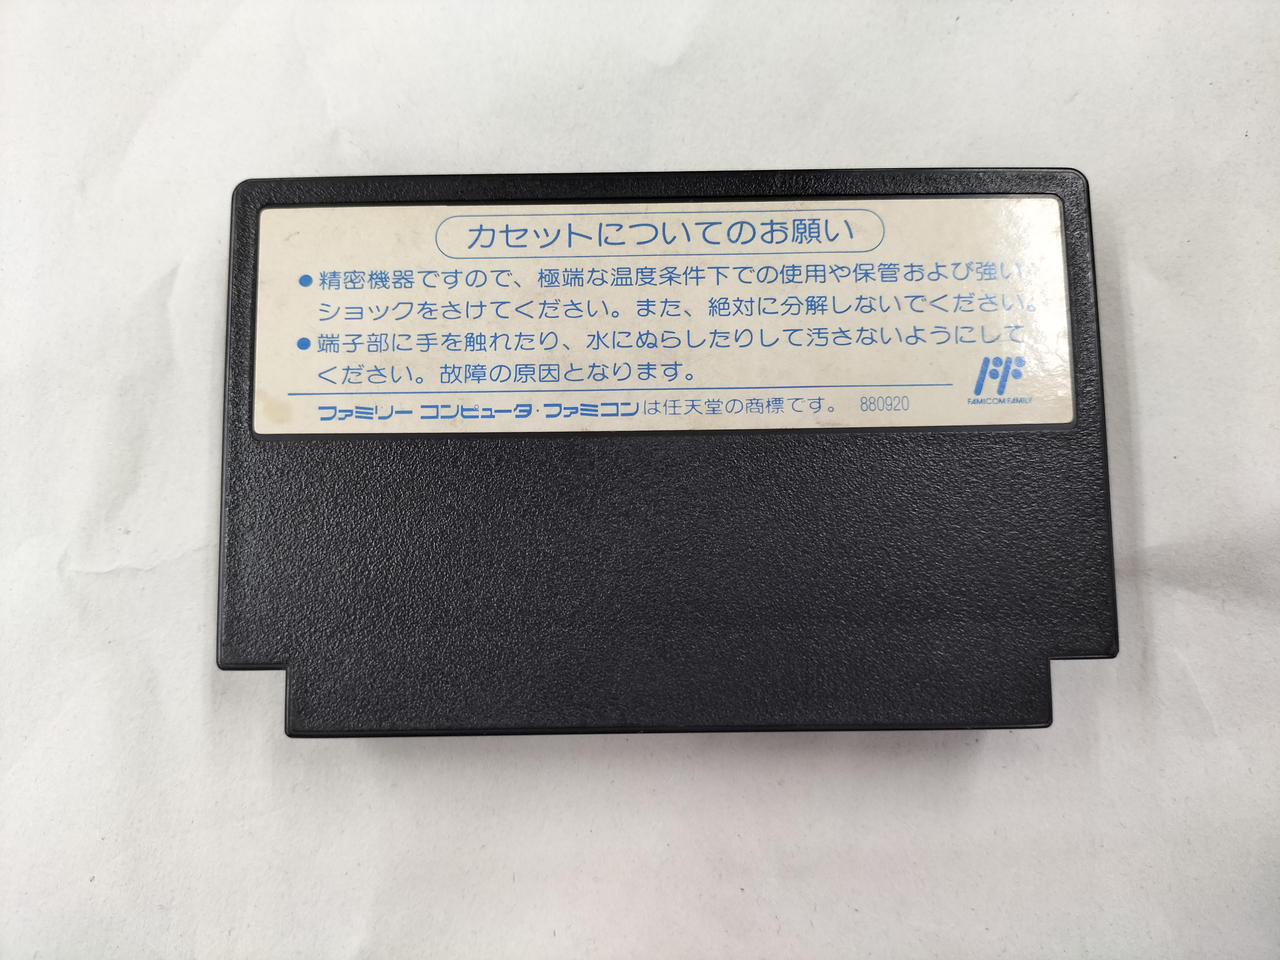 カセットについてのお願い
●精密機器ですので、極端な温度条件下での使用や保管および強い
ショックをさけてください。また、絶対に分解しないでください。
●端子部に手を触れたり、水にぬらしたりして汚さないようにして
ください。故障の原因となります。
ファミリーコンピュータ・ファミコンは任天堂の商標です。 880920
FAMICOM FAMILY